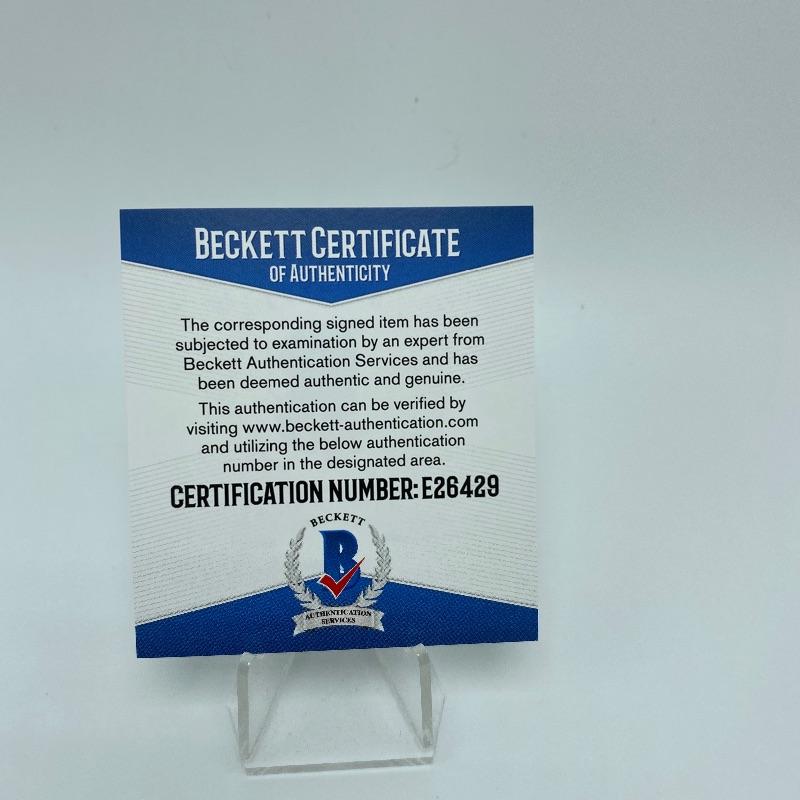 BECKETT CERTIFICATE
OF AUTHENTICITY
The corresponding signed item has been
subjected to examination by an expert from
Beckett Authentication Services and has
been deemed authentic and genuine.
This authentication can be verified by
visiting www.beckett-authentication.com
and utilizing the below authentication
number in the designated area.
CERTIFICATION NUMBER: E26429
BECKETT
B
AUTHENTICATION
SERVICES